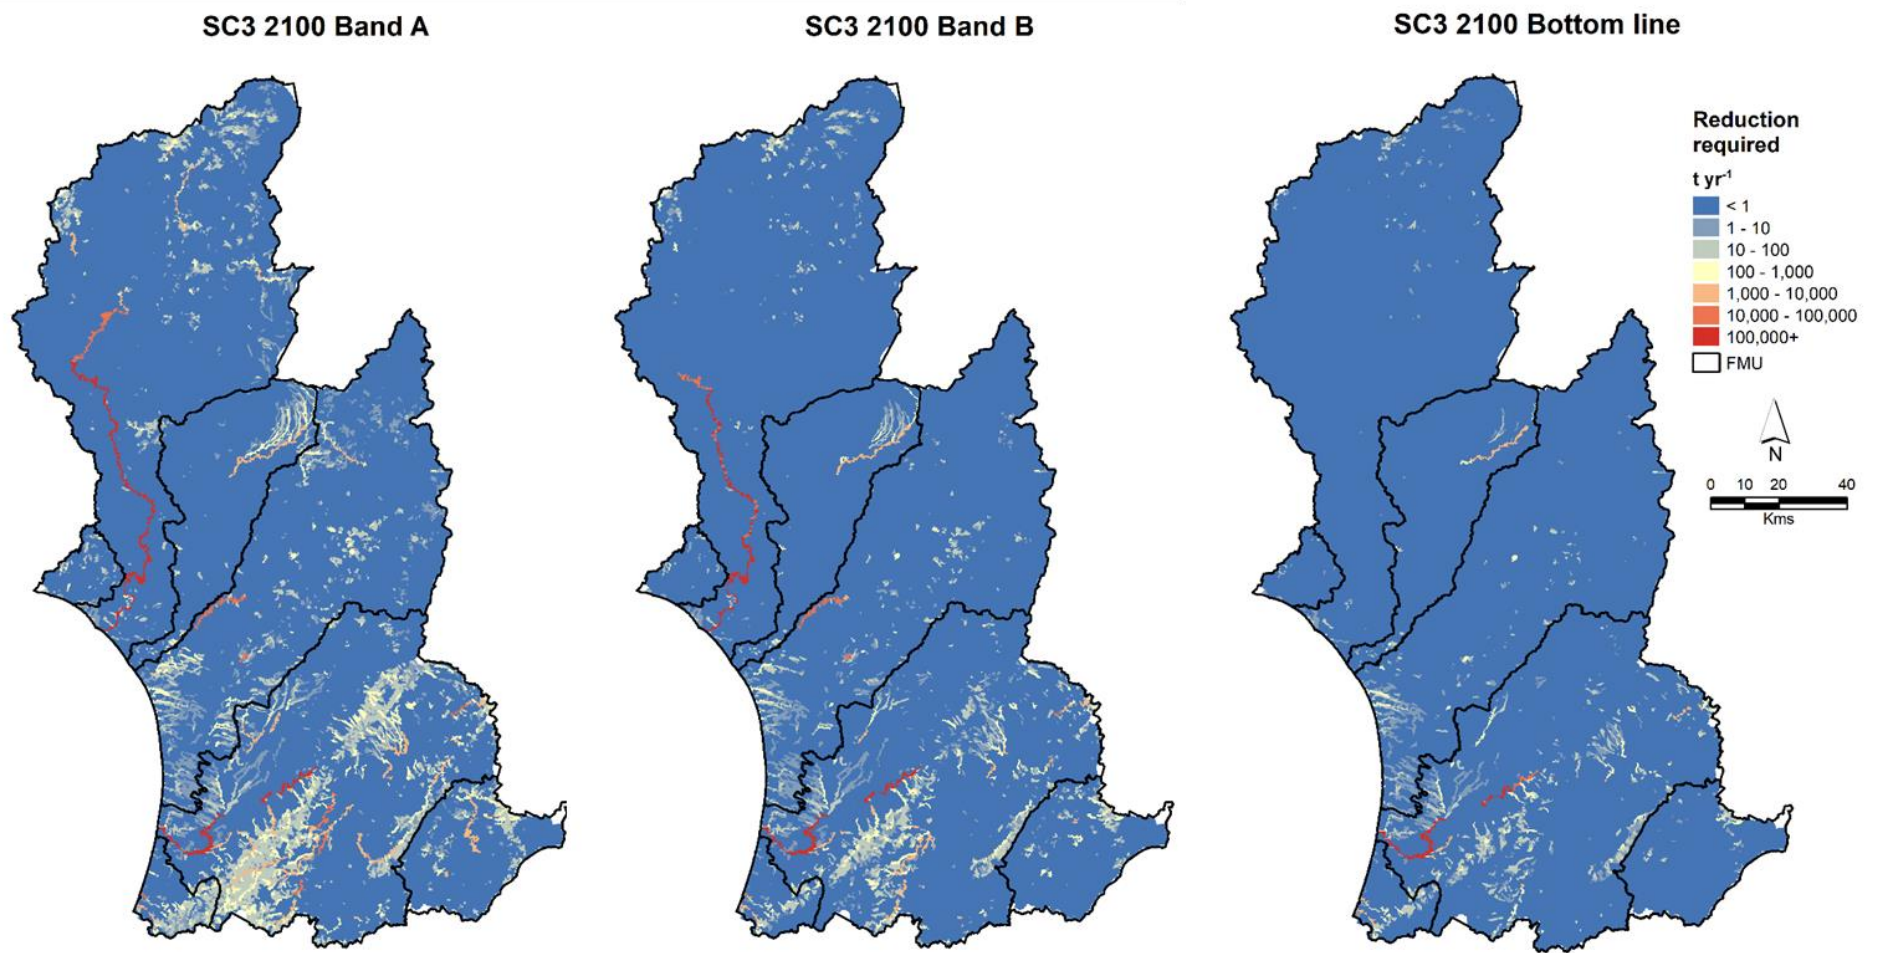 SC3 2100 Band A
SC3 2100 Band B
SC3 2100 Bottom line
Reduction
required
t yr⁻¹
< 1
1 - 10
10 - 100
100 - 1,000
1,000 - 10,000
10,000 - 100,000
100,000+
FMU
N
0 10 20 40
Kms